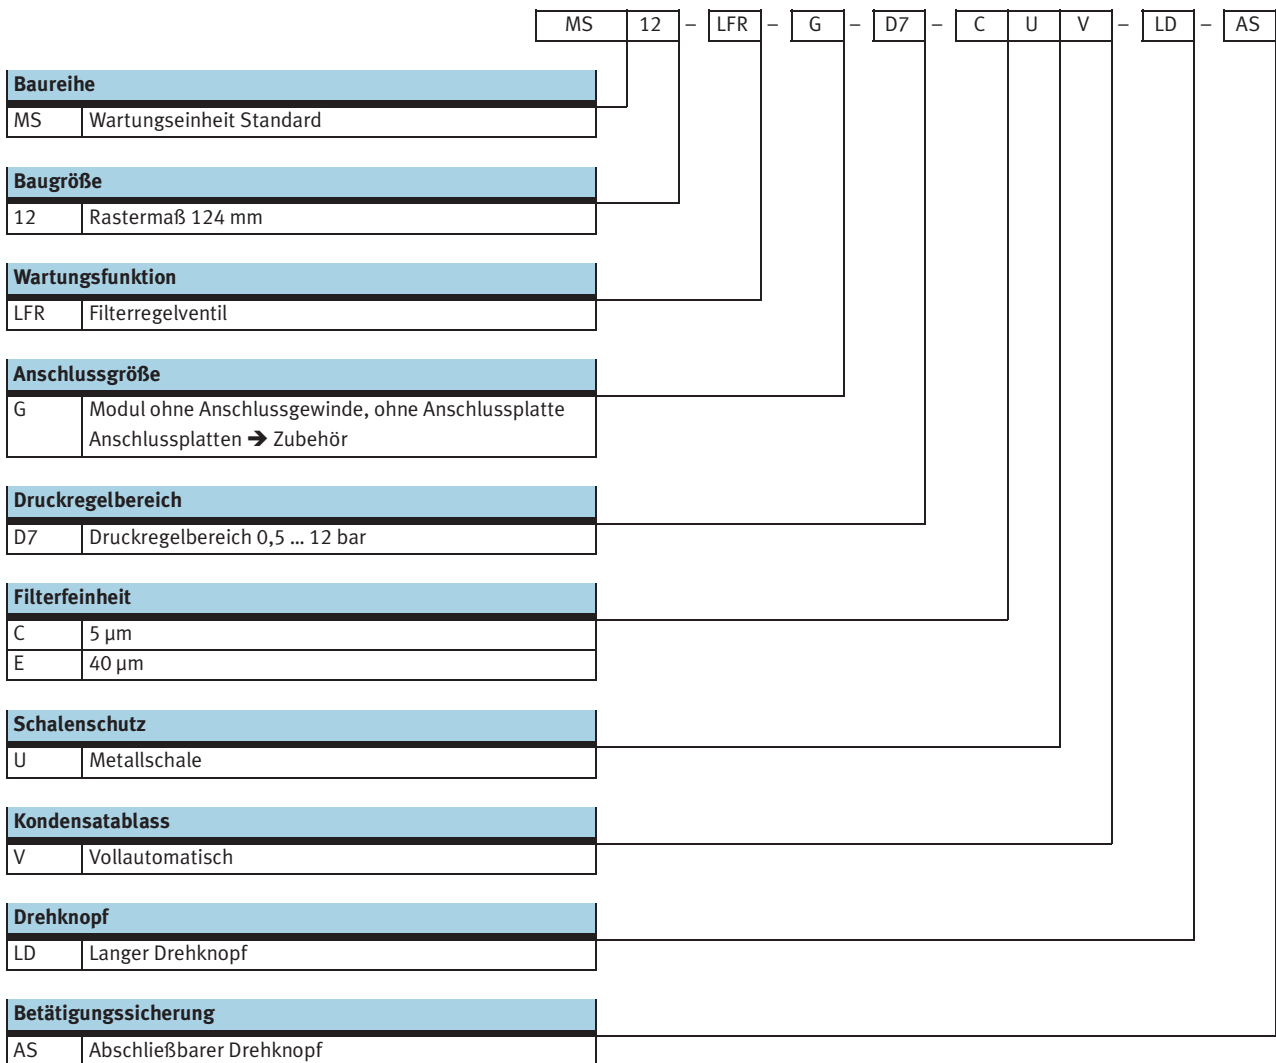 MS 12 – LFR – G – D7 – C U V – LD – AS
Baureihe
MS Wartungseinheit Standard
Baugröße
12 Rastermaß 124 mm
Wartungsfunktion
LFR Filterregelventil
Anschlussgröße
G Modul ohne Anschlussgewinde, ohne Anschlussplatte
Anschlussplatten ➔ Zubehör
Druckregelbereich
D7 Druckregelbereich 0,5 … 12 bar
Filterfeinheit
C 5 µm
E 40 µm
Schalenschutz
U Metallschale
Kondensatablass
V Vollautomatisch
Drehknopf
LD Langer Drehknopf
Betätigungssicherung
AS Abschließbarer Drehknopf